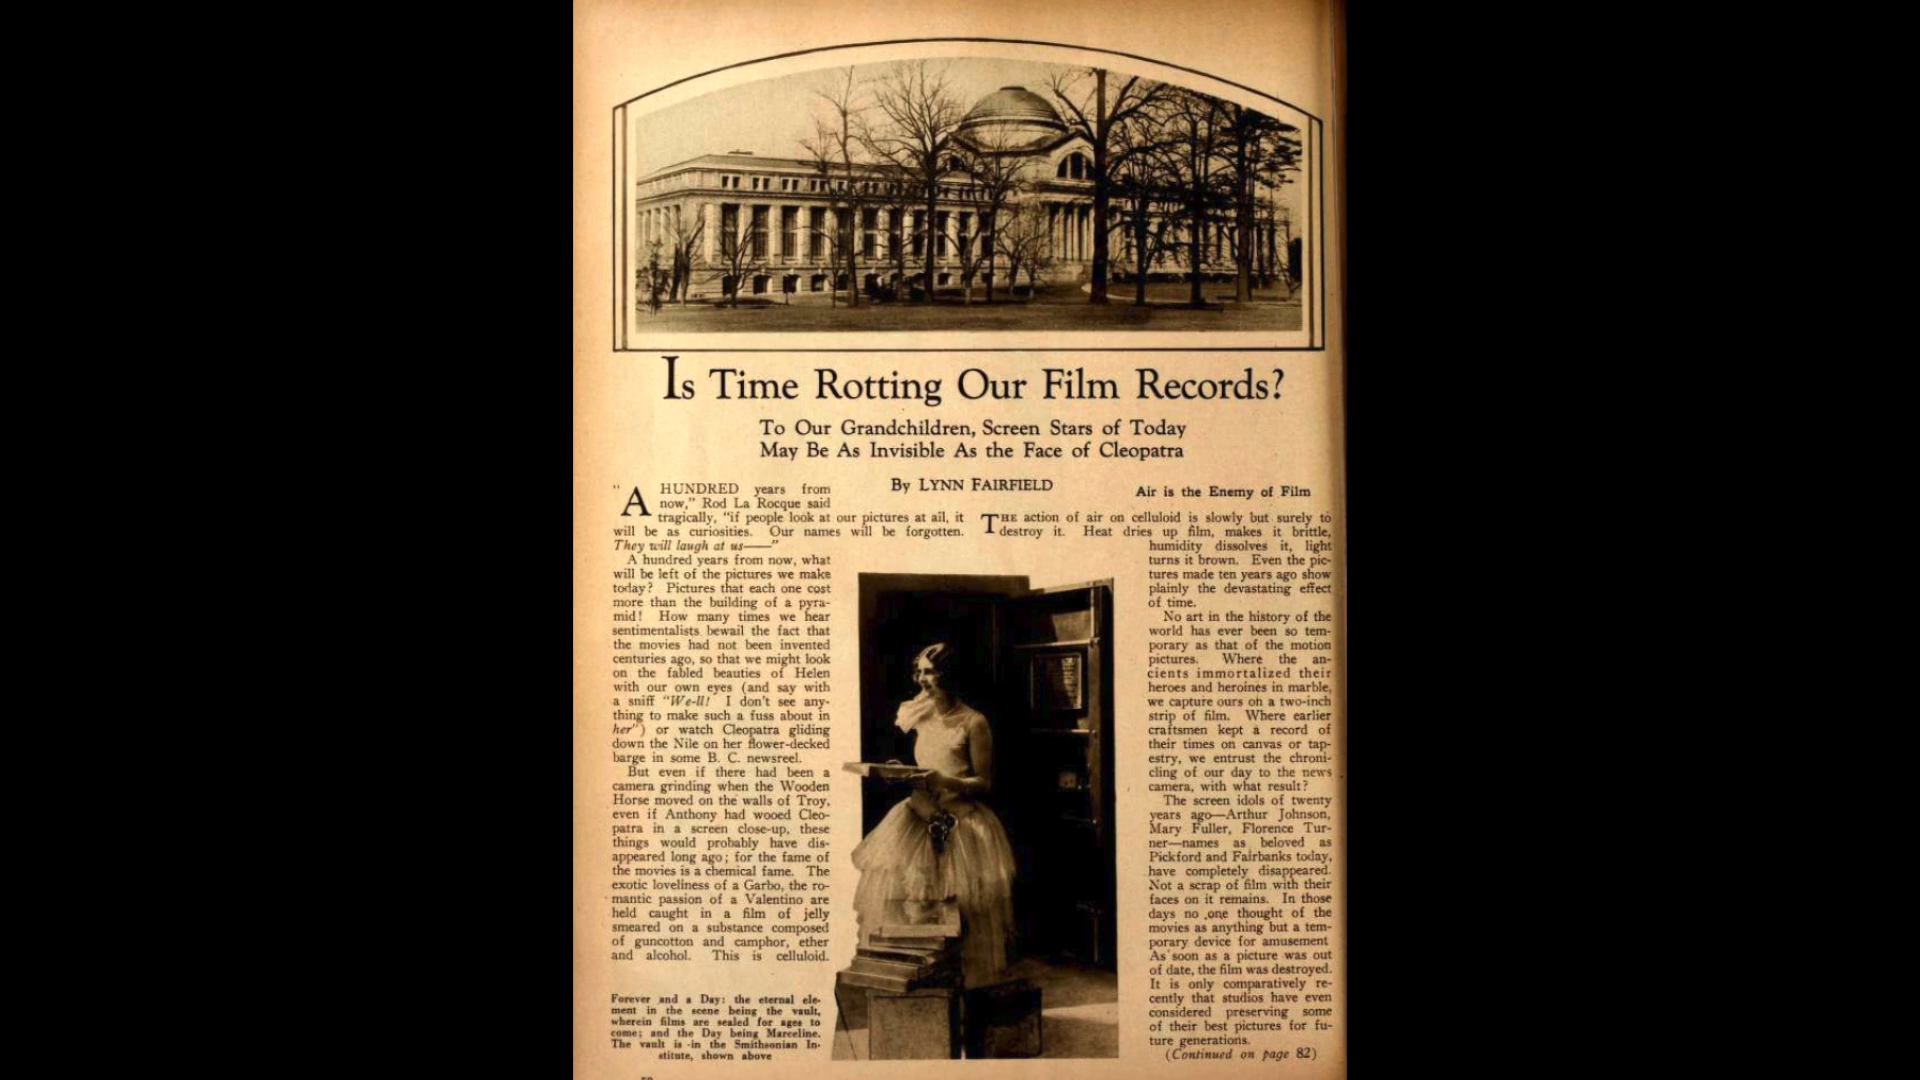 Is Time Rotting Our Film Records?
To Our Grandchildren, Screen Stars of Today
May Be As Invisible As the Face of Cleopatra
By LYNN FAIRFIELD
"A HUNDRED years from
now," Rod La Rocque said
tragically, "if people look at our pictures at all, it
will be as curiosities. Our names will be forgotten.
They will laugh at us——"
A hundred years from now, what
will be left of the pictures we make
today? Pictures that each one cost
more than the building of a pyra-
mid! How many times we hear
sentimentalists bewail the fact that
the movies had not been invented
centuries ago, so that we might look
on the fabled beauties of Helen
with our own eyes (and say with
a sniff "We-ll! I don't see any-
thing to make such a fuss about in
her") or watch Cleopatra gliding
down the Nile on her flower-decked
barge in some B. C. newsreel.
But even if there had been a
camera grinding when the Wooden
Horse moved on the walls of Troy,
even if Anthony had wooed Cleo-
patra in a screen close-up, these
things would probably have dis-
appeared long ago; for the fame of
the movies is a chemical fame. The
exotic loveliness of a Garbo, the ro-
mantic passion of a Valentino are
held caught in a film of jelly
smeared on a substance composed
of guncotton and camphor, ether
and alcohol. This is celluloid.
Forever and a Day: the eternal ele-
ment in the scene being the vault,
wherein films are sealed for ages to
come; and the Day being Marceline.
The vault is in the Smithsonian In-
stitute, shown above
Air is the Enemy of Film
THE action of air on celluloid is slowly but surely to
destroy it. Heat dries up film, makes it brittle,
humidity dissolves it, light
turns it brown. Even the pic-
tures made ten years ago show
plainly the devastating effect
of time.
No art in the history of the
world has ever been so tem-
porary as that of the motion
pictures. Where the an-
cients immortalized their
heroes and heroines in marble,
we capture ours on a two-inch
strip of film. Where earlier
craftsmen kept a record of
their times on canvas or tap-
estry, we entrust the chroni-
cling of our day to the news
camera, with what result?
The screen idols of twenty
years ago—Arthur Johnson,
Mary Fuller, Florence Tur-
ner—names as beloved as
Pickford and Fairbanks today,
have completely disappeared.
Not a scrap of film with their
faces on it remains. In those
days no one thought of the
movies as anything but a tem-
porary device for amusement
As soon as a picture was out
of date, the film was destroyed.
It is only comparatively re-
cently that studios have even
considered preserving some
of their best pictures for fu-
ture generations.
(Continued on page 82)